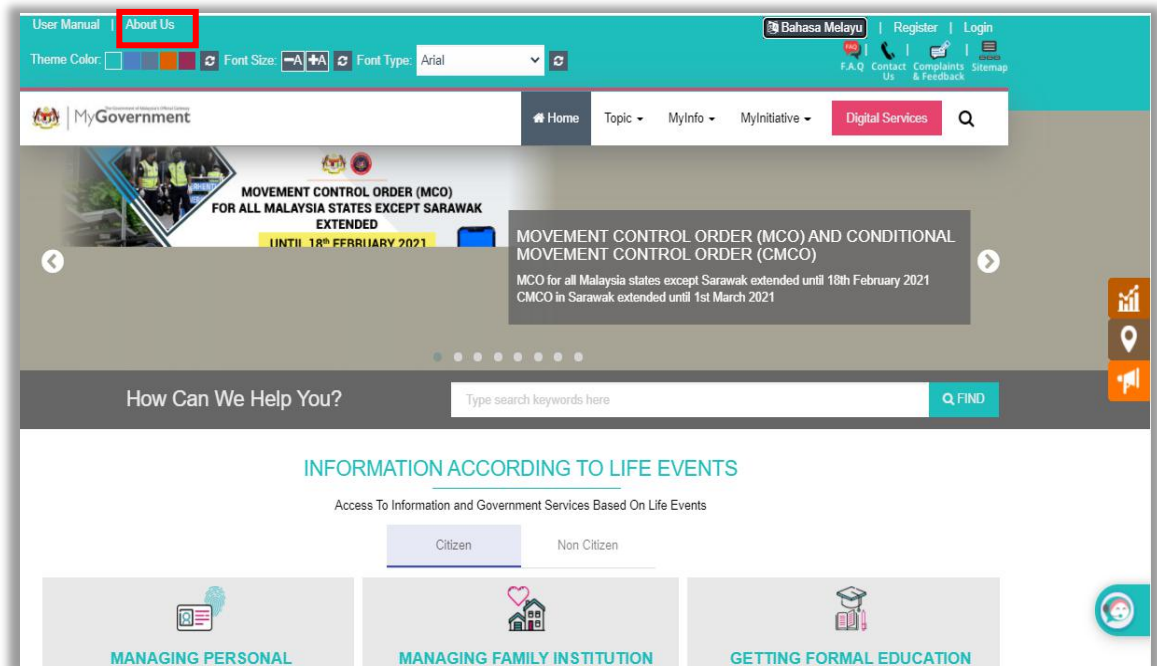 User Manual | About Us
Bahasa Melayu | Register | Login
Theme Color: Font Size: -A +A Font Type: Arial
FAQ
F.A.Q Contact Us Complaints & Feedback Sitemap
MyGovernment
Home Topic MyInfo MyInitiative Digital Services
MOVEMENT CONTROL ORDER (MCO)
FOR ALL MALAYSIA STATES EXCEPT SARAWAK
EXTENDED
UNTIL 18th FEBRUARY 2021
MOVEMENT CONTROL ORDER (MCO) AND CONDITIONAL
MOVEMENT CONTROL ORDER (CMCO)
MCO for all Malaysia states except Sarawak extended until 18th February 2021
CMCO in Sarawak extended until 1st March 2021
How Can We Help You?
Type search keywords here
FIND
INFORMATION ACCORDING TO LIFE EVENTS
Access To Information and Government Services Based On Life Events
Citizen Non Citizen
MANAGING PERSONAL MANAGING FAMILY INSTITUTION GETTING FORMAL EDUCATION